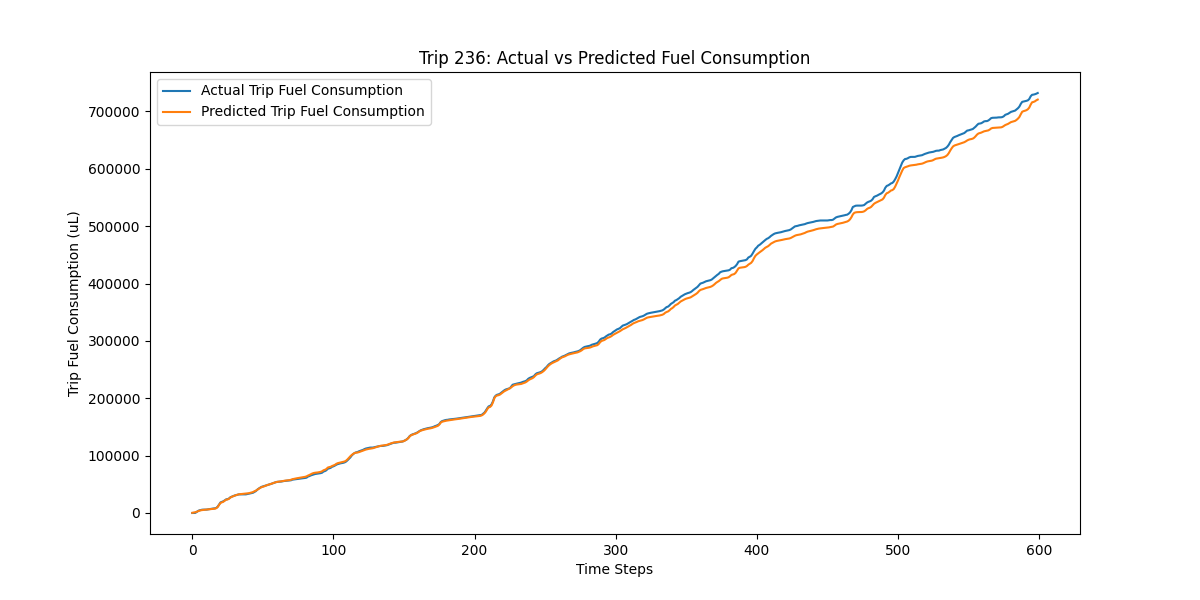 Trip 236: Actual vs Predicted Fuel Consumption
Actual Trip Fuel Consumption
Predicted Trip Fuel Consumption
Trip Fuel Consumption (uL)
700000
600000
500000
400000
300000
200000
100000
0
0 100 200 300 400 500 600
Time Steps